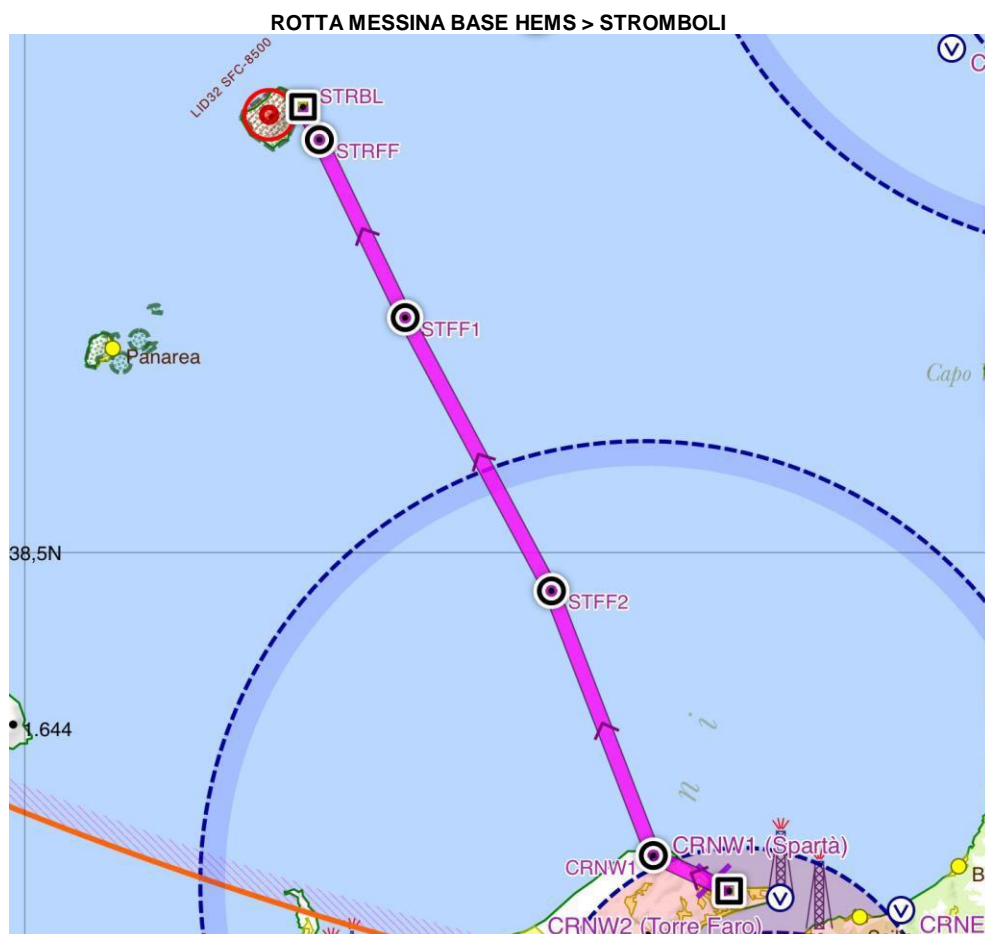 ROTTA MESSINA BASE HEMS > STROMBOLI
LID32 SFC-8500
STRBL
STRFF
STFF1
Panarea
Capo
38,5N
STFF2
1.644
n i
CRNW1 (Spartà)
CRNW1
CRNW2 (Torre Faro)
CRNE